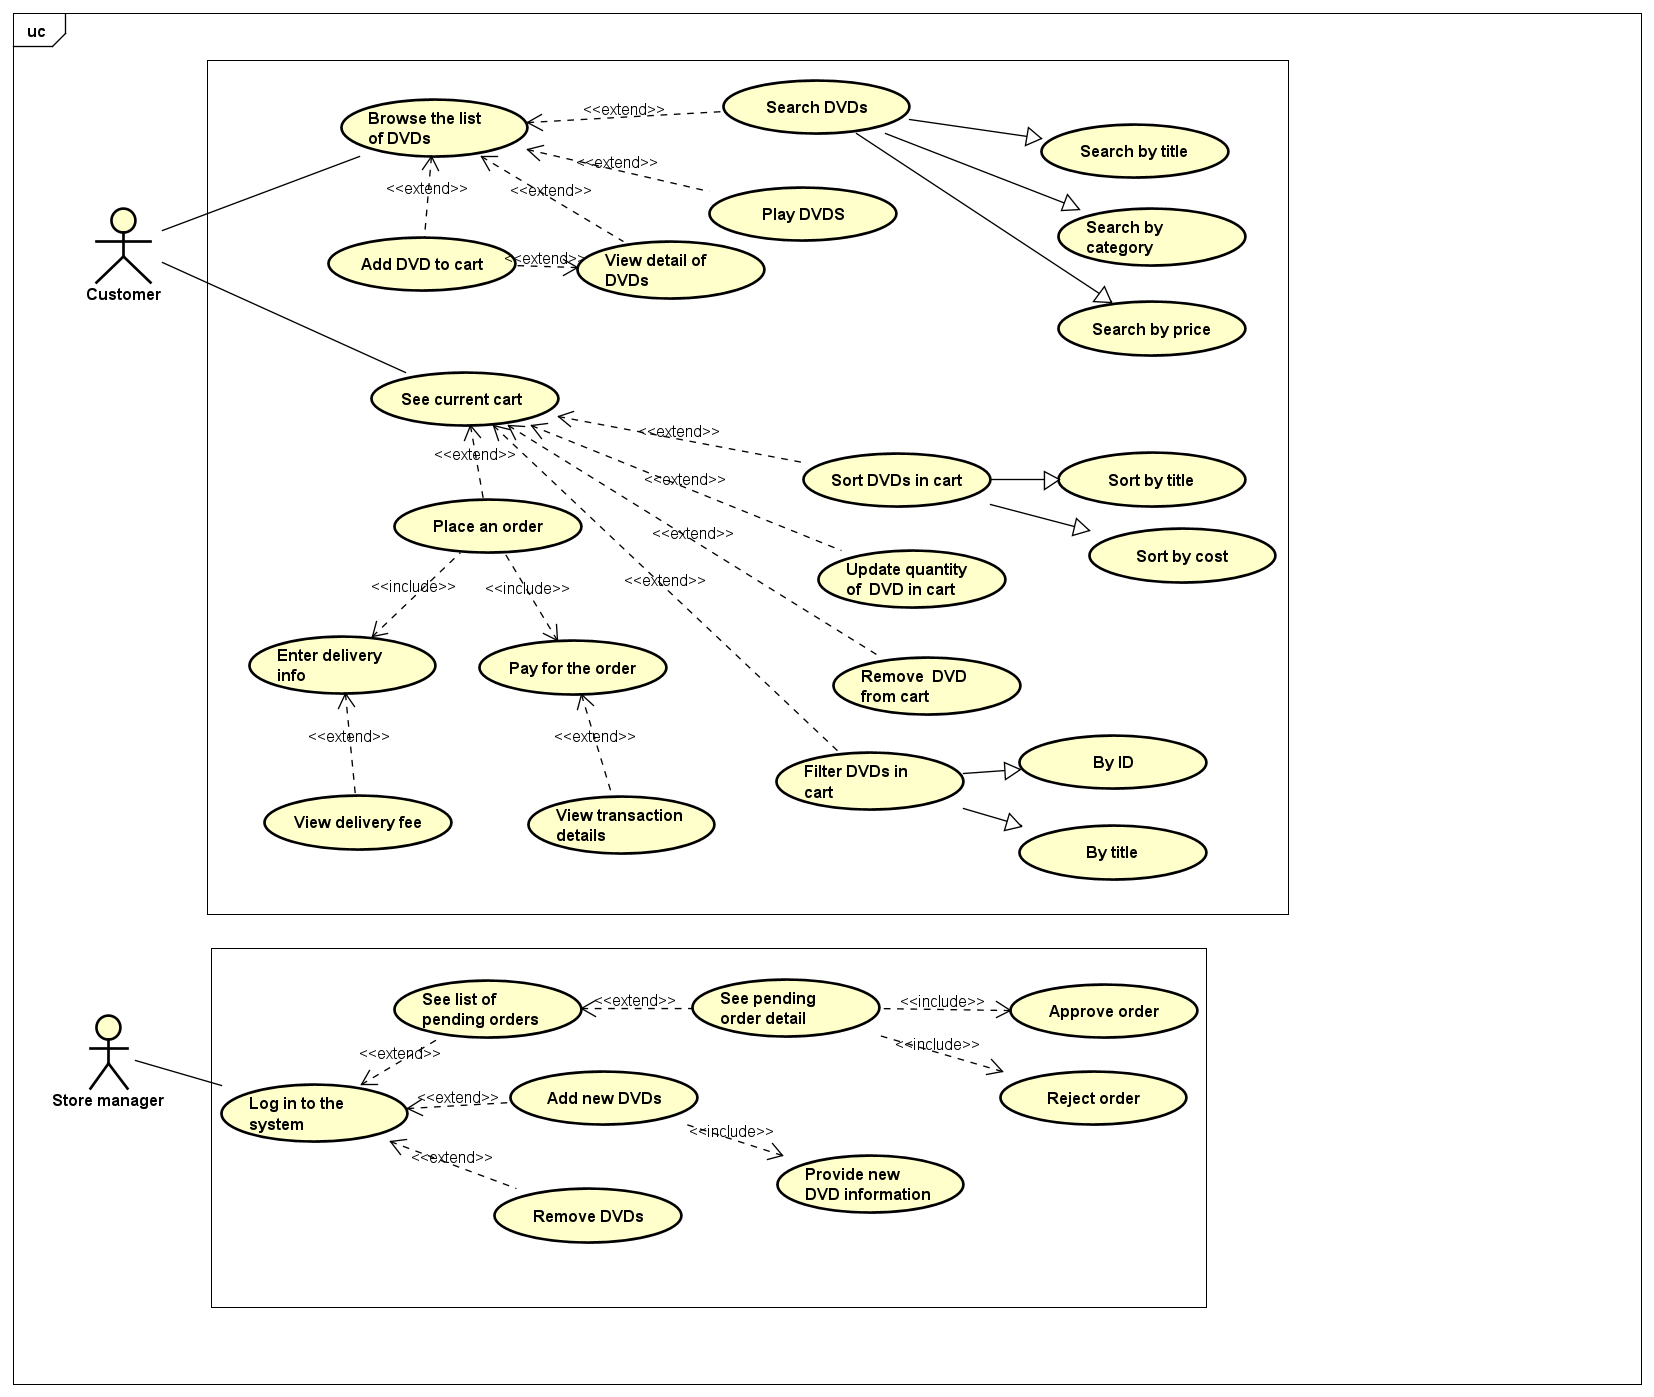 uc
Browse the list
of DVDs
<<extend>>
Search DVDs
Search by title
<<extend>>
Play DVDS
<<extend>>
<<extend>>
Search by
category
Customer
Add DVD to cart
<<extend>>
View detail of
DVDs
Search by price
See current cart
<<extend>>
<<extend>>
Sort DVDs in cart
Sort by title
<<extend>>
Place an order
<<extend>>
Sort by cost
<<include>>
<<include>>
<<extend>>
Update quantity
of  DVD in cart
Enter delivery
info
Pay for the order
Remove  DVD
from cart
<<extend>>
<<extend>>
Filter DVDs in
cart
By ID
View delivery fee
View transaction
details
By title
See list of
pending orders
<<extend>>
See pending
order detail
<<include>>
Approve order
<<extend>>
<<include>>
Store manager
Log in to the
system
<<extend>>
Add new DVDs
Reject order
<<include>>
<<extend>>
Provide new
DVD information
Remove DVDs